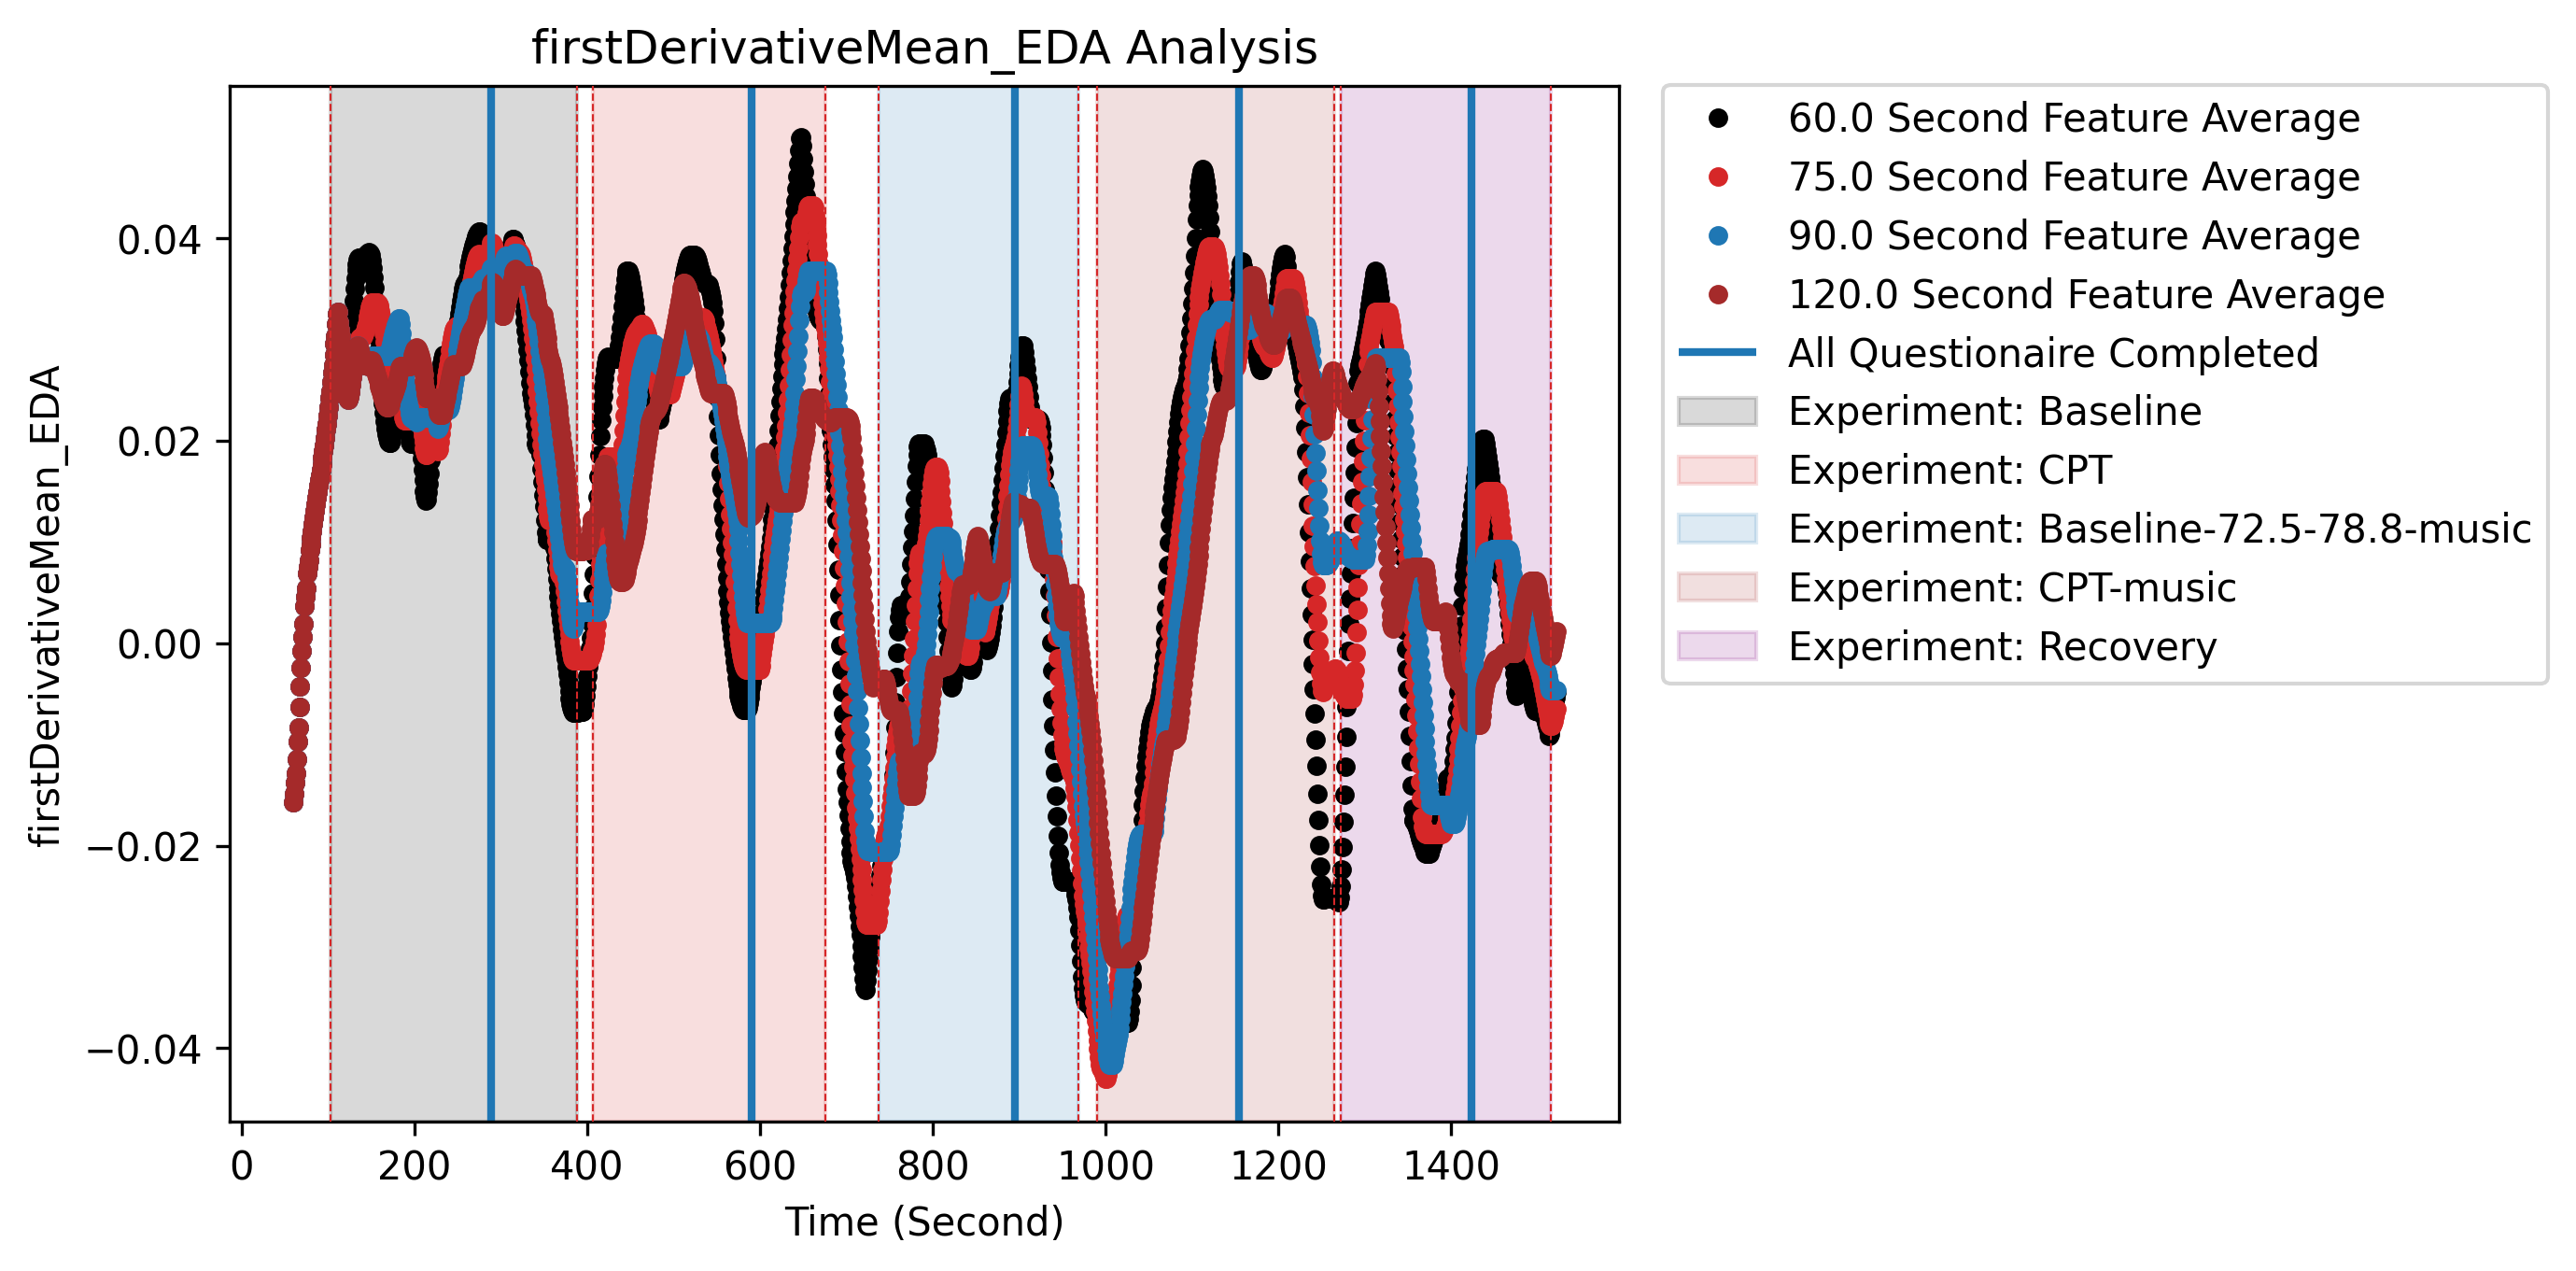 firstDerivativeMean_EDA Analysis
firstDerivativeMean_EDA
0.04
0.02
0.00
−0.02
−0.04
0
200
400
600
800
1000
1200
1400
Time (Second)
60.0 Second Feature Average
75.0 Second Feature Average
90.0 Second Feature Average
120.0 Second Feature Average
All Questionaire Completed
Experiment: Baseline
Experiment: CPT
Experiment: Baseline-72.5-78.8-music
Experiment: CPT-music
Experiment: Recovery